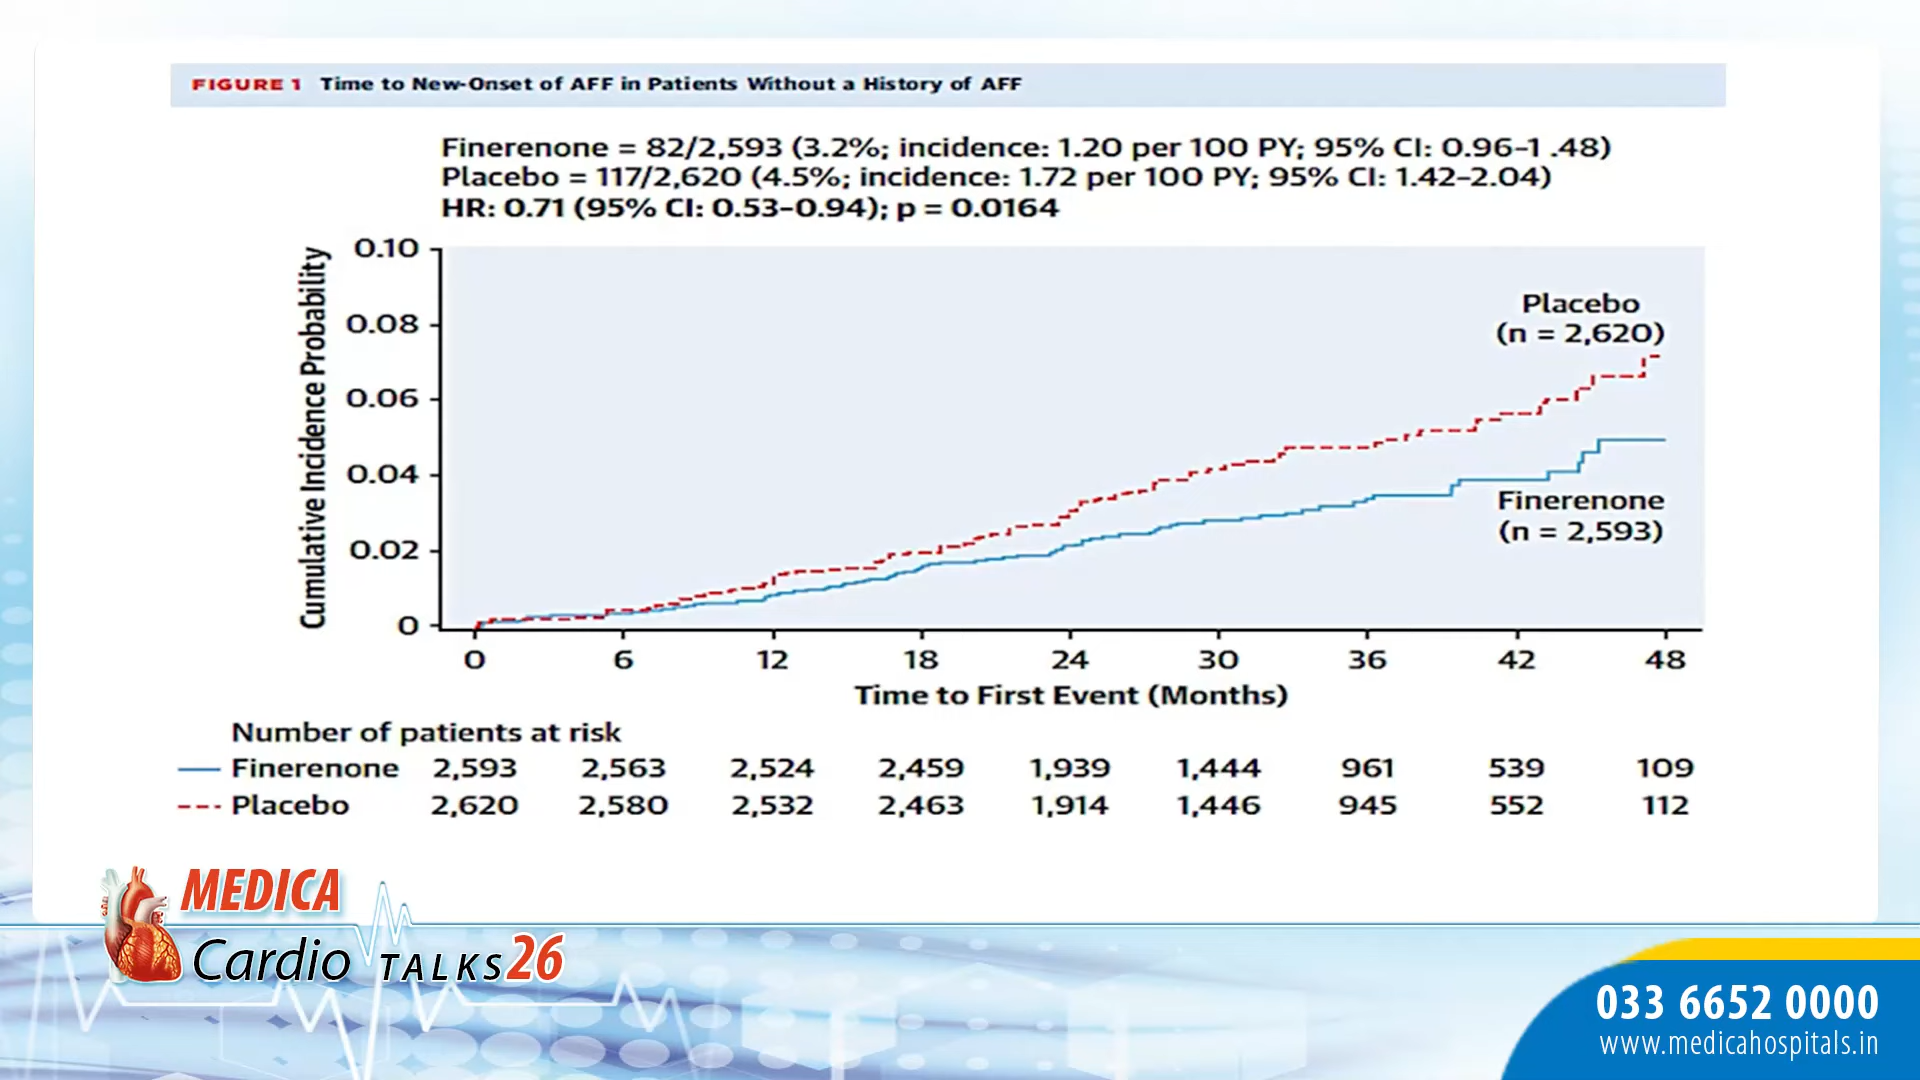 FIGURE 1 Time to New-Onset of AFF in Patients Without a History of AFF
Finerenone = 82/2,593 (3.2%; incidence: 1.20 per 100 PY; 95% CI: 0.96–1 .48)
Placebo = 117/2,620 (4.5%; incidence: 1.72 per 100 PY; 95% CI: 1.42–2.04)
HR: 0.71 (95% CI: 0.53–0.94); p = 0.0164
Cumulative Incidence Probability
0.10
0.08
0.06
0.04
0.02
0
Placebo
(n = 2,620)
Finerenone
(n = 2,593)
0 6 12 18 24 30 36 42 48
Time to First Event (Months)
Number of patients at risk
Finerenone 2,593 2,563 2,524 2,459 1,939 1,444 961 539 109
Placebo 2,620 2,580 2,532 2,463 1,914 1,446 945 552 112
MEDICA
Cardio TALKS26
033 6652 0000
www.medicahospitals.in